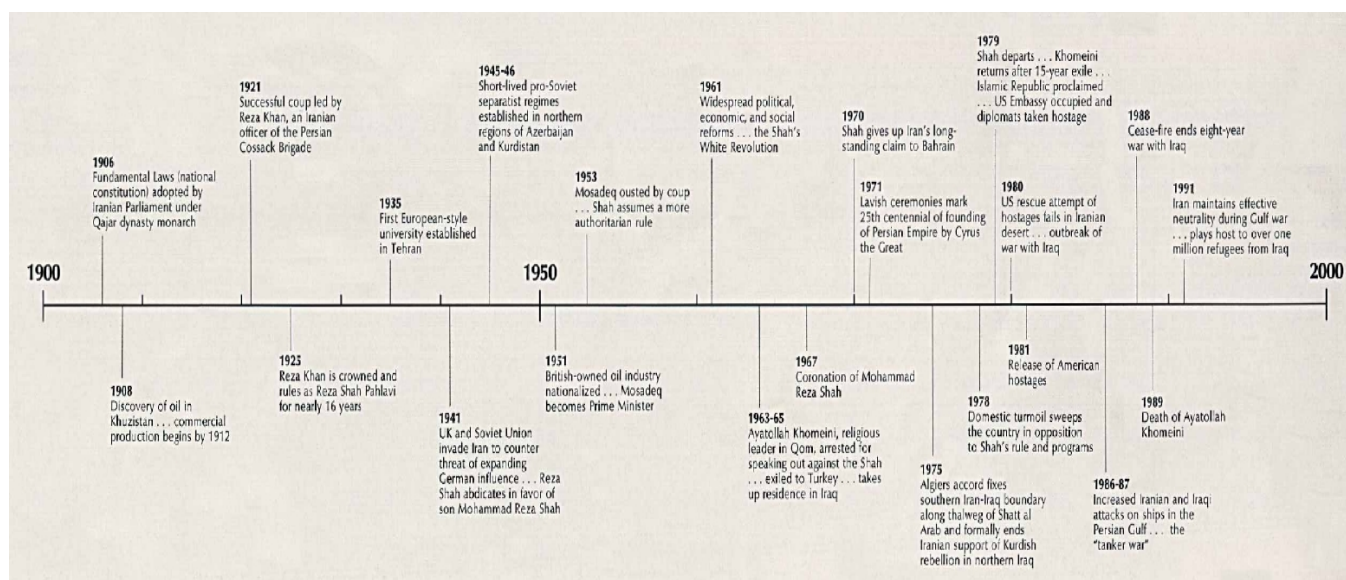 1906
Fundamental Laws (national
constitution) adopted by
Iranian Parliament under
Qajar dynasty monarch
1921
Successful coup led by
Reza Khan, an Iranian
officer of the Persian
Cossack Brigade
1935
First European-style
university established
in Tehran
1945-46
Short-lived pro-Soviet
separatist regimes
established in northern
regions of Azerbaijan
and Kurdistan
1953
Mosadeq ousted by coup
... Shah assumes a more
authoritarian rule
1961
Widespread political,
economic, and social
reforms ... the Shah's
White Revolution
1970
Shah gives up Iran's long-
standing claim to Bahrain
1971
Lavish ceremonies mark
25th centennial of founding
of Persian Empire by Cyrus
the Great
1979
Shah departs ... Khomeini
returns after 15-year exile ...
Islamic Republic proclaimed
... US Embassy occupied and
diplomats taken hostage
1980
US rescue attempt of
hostages fails in Iranian
desert ... outbreak of
war with Iraq
1988
Cease-fire ends eight-year
war with Iraq
1991
Iran maintains effective
neutrality during Gulf war
... plays host to over one
million refugees from Iraq
1900
1950
2000
1908
Discovery of oil in
Khuzistan ... commercial
production begins by 1912
1925
Reza Khan is crowned and
rules as Reza Shah Pahlavi
for nearly 16 years
1941
UK and Soviet Union
invade Iran to counter
threat of expanding
German influence ... Reza
Shah abdicates in favor of
son Mohammad Reza Shah
1951
British-owned oil industry
nationalized ... Mosadeq
becomes Prime Minister
1963-65
Ayatollah Khomeini, religious
leader in Qom, arrested for
speaking out against the Shah
... exiled to Turkey ... takes
up residence in Iraq
1967
Coronation of Mohammad
Reza Shah
1975
Algiers accord fixes
southern Iran-Iraq boundary
along thalweg of Shatt al
Arab and formally ends
Iranian support of Kurdish
rebellion in northern Iraq
1978
Domestic turmoil sweeps
the country in opposition
to Shah's rule and programs
1981
Release of American
hostages
1986-87
Increased Iranian and Iraqi
attacks on ships in the
Persian Gulf ... the
"tanker war"
1989
Death of Ayatollah
Khomeini